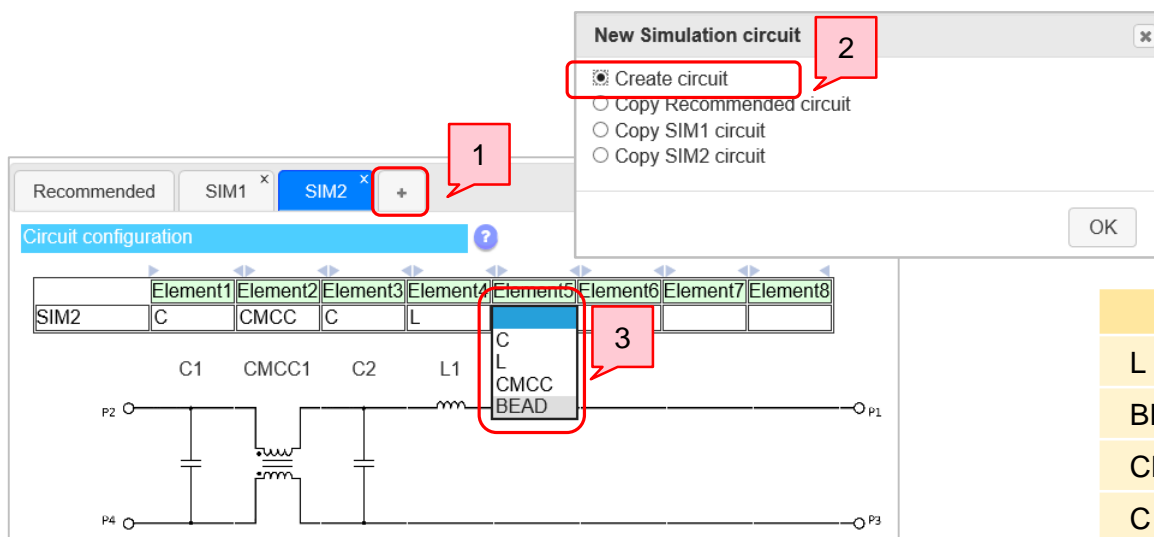 New Simulation circuit
x
2
Create circuit
Copy Recommended circuit
Copy SIM1 circuit
Copy SIM2 circuit
OK
1
Recommended
SIM1 x
SIM2 x
+
Circuit configuration
?
Element1 Element2 Element3 Element4 Element5 Element6 Element7 Element8
SIM2 C CMCC C L
C
L
CMCC
BEAD
3
C1 CMCC1 C2 L1
P2
P1
P4
P3
L
C